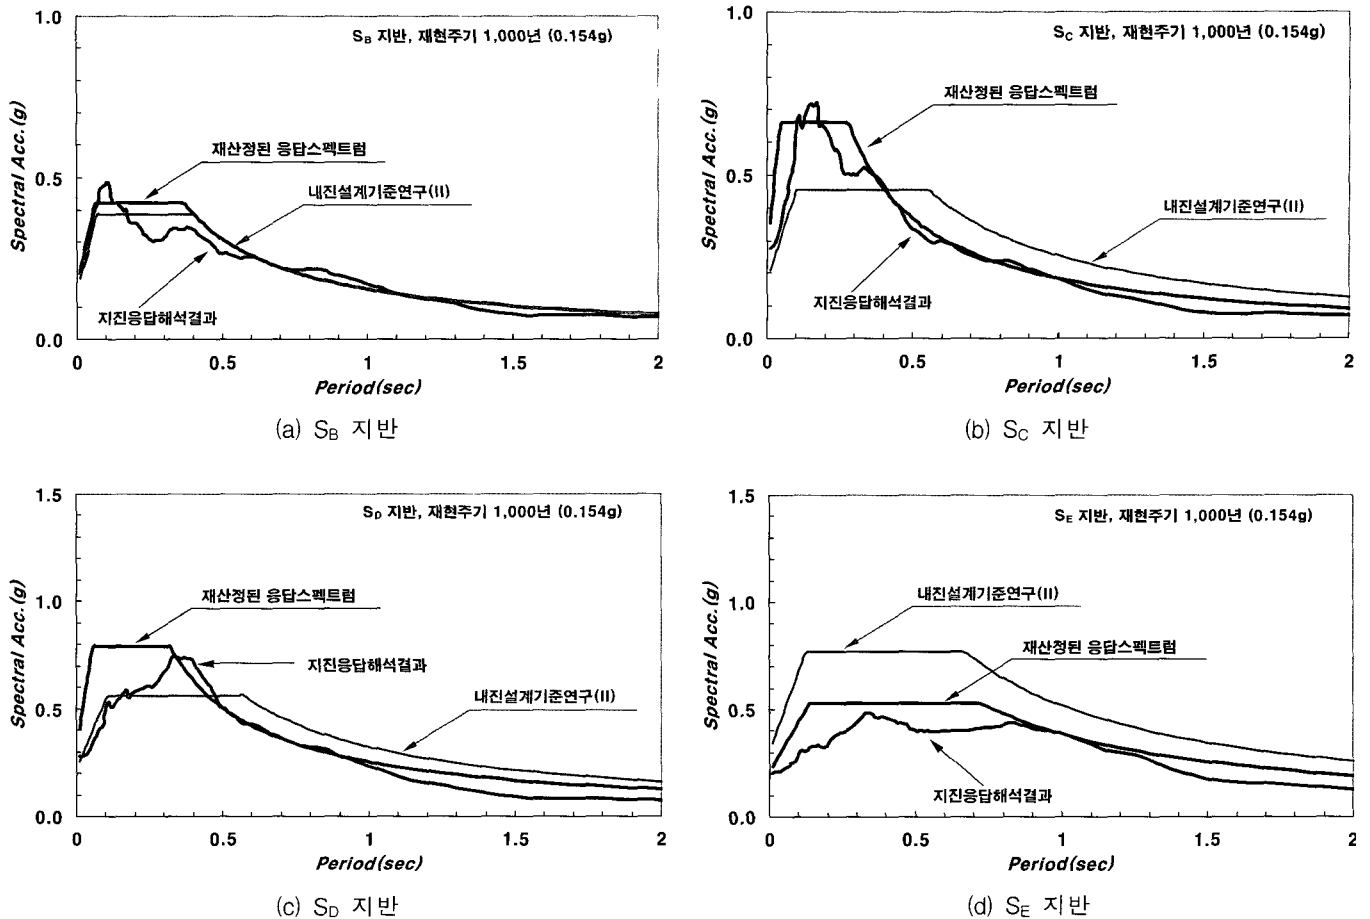 S_B 지반, 재현주기 1,000년 (0.154g)
Spectral Acc.(g)
1.0
0.5
0.0
재산정된 응답스펙트럼
내진설계기준연구(II)
지진응답해석결과
0 0.5 1 1.5 2
Period(sec)
(a) S_B 지반
S_C 지반, 재현주기 1,000년 (0.154g)
Spectral Acc.(g)
1.0
0.5
0.0
재산정된 응답스펙트럼
내진설계기준연구(II)
지진응답해석결과
0 0.5 1 1.5 2
Period(sec)
(b) S_C 지반
S_D 지반, 재현주기 1,000년 (0.154g)
Spectral Acc.(g)
1.5
1.0
0.5
0.0
재산정된 응답스펙트럼
지진응답해석결과
내진설계기준연구(II)
0 0.5 1 1.5 2
Period(sec)
(c) S_D 지반
S_E 지반, 재현주기 1,000년 (0.154g)
Spectral Acc.(g)
1.5
1.0
0.5
0.0
내진설계기준연구(II)
재산정된 응답스펙트럼
지진응답해석결과
0 0.5 1 1.5 2
Period(sec)
(d) S_E 지반